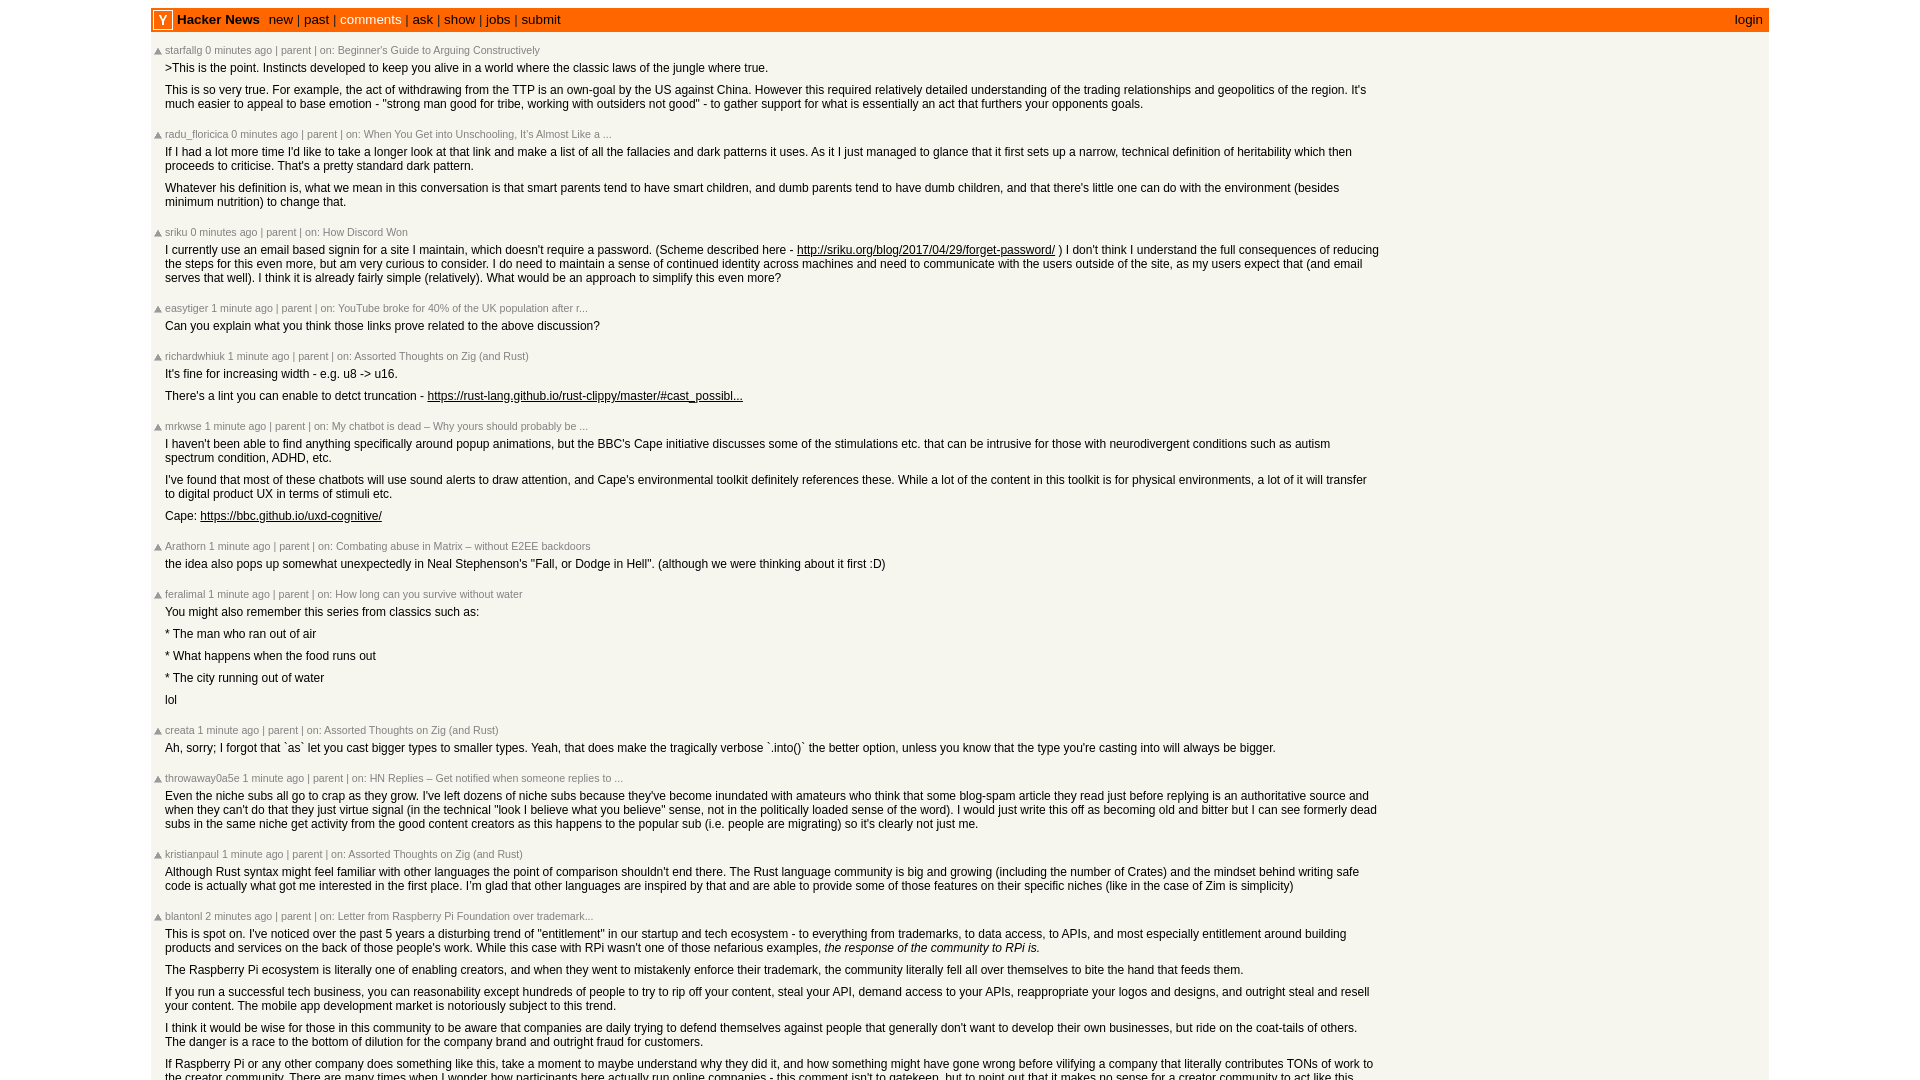 Y Hacker News new | past | comments | ask | show | jobs | submit login
starfallg 0 minutes ago | parent | on: Beginner's Guide to Arguing Constructively
>This is the point. Instincts developed to keep you alive in a world where the classic laws of the jungle where true.
This is so very true. For example, the act of withdrawing from the TTP is an own-goal by the US against China. However this required relatively detailed understanding of the trading relationships and geopolitics of the region. It's
much easier to appeal to base emotion - "strong man good for tribe, working with outsiders not good" - to gather support for what is essentially an act that furthers your opponents goals.
radu_floricica 0 minutes ago | parent | on: When You Get into Unschooling, It's Almost Like a ...
If I had a lot more time I'd like to take a longer look at that link and make a list of all the fallacies and dark patterns it uses. As it I just managed to glance that it first sets up a narrow, technical definition of heritability which then
proceeds to criticise. That's a pretty standard dark pattern.
Whatever his definition is, what we mean in this conversation is that smart parents tend to have smart children, and dumb parents tend to have dumb children, and that there's little one can do with the environment (besides
minimum nutrition) to change that.
sriku 0 minutes ago | parent | on: How Discord Won
I currently use an email based signin for a site I maintain, which doesn't require a password. (Scheme described here - http://sriku.org/blog/2017/04/29/forget-password/ ) I don't think I understand the full consequences of reducing
the steps for this even more, but am very curious to consider. I do need to maintain a sense of continued identity across machines and need to communicate with the users outside of the site, as my users expect that (and email
serves that well). I think it is already fairly simple (relatively). What would be an approach to simplify this even more?
easytiger 1 minute ago | parent | on: YouTube broke for 40% of the UK population after r...
Can you explain what you think those links prove related to the above discussion?
richardwhiuk 1 minute ago | parent | on: Assorted Thoughts on Zig (and Rust)
It's fine for increasing width - e.g. u8 -> u16.
There's a lint you can enable to detct truncation - https://rust-lang.github.io/rust-clippy/master/#cast_possibl...
mrkwse 1 minute ago | parent | on: My chatbot is dead – Why yours should probably be ...
I haven't been able to find anything specifically around popup animations, but the BBC's Cape initiative discusses some of the stimulations etc. that can be intrusive for those with neurodivergent conditions such as autism
spectrum condition, ADHD, etc.
I've found that most of these chatbots will use sound alerts to draw attention, and Cape's environmental toolkit definitely references these. While a lot of the content in this toolkit is for physical environments, a lot of it will transfer
to digital product UX in terms of stimuli etc.
Cape: https://bbc.github.io/uxd-cognitive/
Arathorn 1 minute ago | parent | on: Combating abuse in Matrix – without E2EE backdoors
the idea also pops up somewhat unexpectedly in Neal Stephenson's "Fall, or Dodge in Hell". (although we were thinking about it first :D)
feralimal 1 minute ago | parent | on: How long can you survive without water
You might also remember this series from classics such as:
* The man who ran out of air
* What happens when the food runs out
* The city running out of water
lol
creata 1 minute ago | parent | on: Assorted Thoughts on Zig (and Rust)
Ah, sorry; I forgot that `as` let you cast bigger types to smaller types. Yeah, that does make the tragically verbose `.into()` the better option, unless you know that the type you're casting into will always be bigger.
throwaway0a5e 1 minute ago | parent | on: HN Replies – Get notified when someone replies to ...
Even the niche subs all go to crap as they grow. I've left dozens of niche subs because they've become inundated with amateurs who think that some blog-spam article they read just before replying is an authoritative source and
when they can't do that they just virtue signal (in the technical "look I believe what you believe" sense, not in the politically loaded sense of the word). I would just write this off as becoming old and bitter but I can see formerly dead
subs in the same niche get activity from the good content creators as this happens to the popular sub (i.e. people are migrating) so it's clearly not just me.
kristianpaul 1 minute ago | parent | on: Assorted Thoughts on Zig (and Rust)
Although Rust syntax might feel familiar with other languages the point of comparison shouldn't end there. The Rust language community is big and growing (including the number of Crates) and the mindset behind writing safe
code is actually what got me interested in the first place. I'm glad that other languages are inspired by that and are able to provide some of those features on their specific niches (like in the case of Zim is simplicity)
blantonl 2 minutes ago | parent | on: Letter from Raspberry Pi Foundation over trademark...
This is spot on. I've noticed over the past 5 years a disturbing trend of "entitlement" in our startup and tech ecosystem - to everything from trademarks, to data access, to APIs, and most especially entitlement around building
products and services on the back of those people's work. While this case with RPi wasn't one of those nefarious examples, the response of the community to RPi is.
The Raspberry Pi ecosystem is literally one of enabling creators, and when they went to mistakenly enforce their trademark, the community literally fell all over themselves to bite the hand that feeds them.
If you run a successful tech business, you can reasonability except hundreds of people to try to rip off your content, steal your API, demand access to your APIs, reappropriate your logos and designs, and outright steal and resell
your content. The mobile app development market is notoriously subject to this trend.
I think it would be wise for those in this community to be aware that companies are daily trying to defend themselves against people that generally don't want to develop their own businesses, but ride on the coat-tails of others.
The danger is a race to the bottom of dilution for the company brand and outright fraud for customers.
If Raspberry Pi or any other company does something like this, take a moment to maybe understand why they did it, and how something might have gone wrong before vilifying a company that literally contributes TONs of work to
the creator community. There are many times when I wonder how participants here actually run online companies - this comment isn't to gatekeep, but to point out that it makes no sense for a creator community to act like this